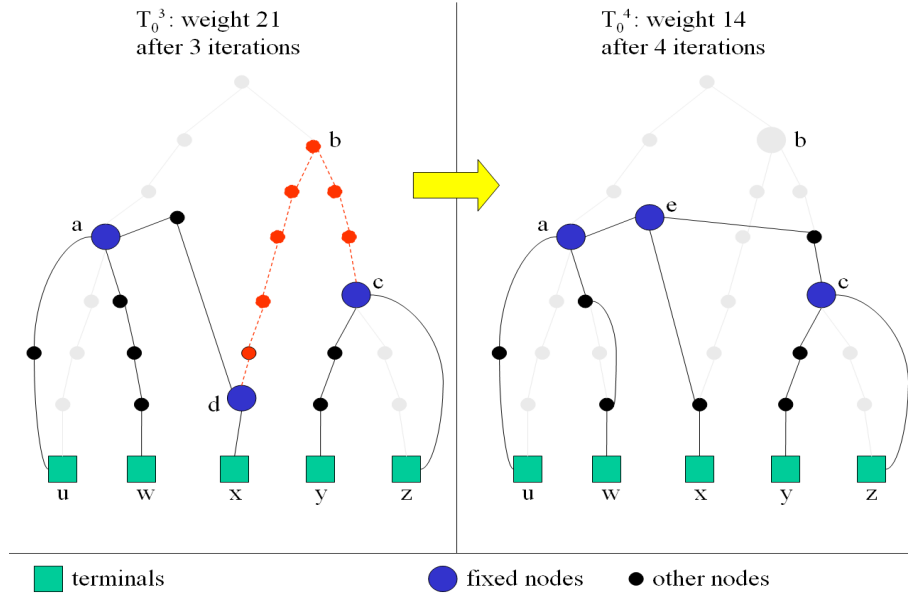 T₀³: weight 21
after 3 iterations
b
a
c
d
u w x y z
T₀⁴: weight 14
after 4 iterations
b
e
a
c
u w x y z
terminals fixed nodes other nodes